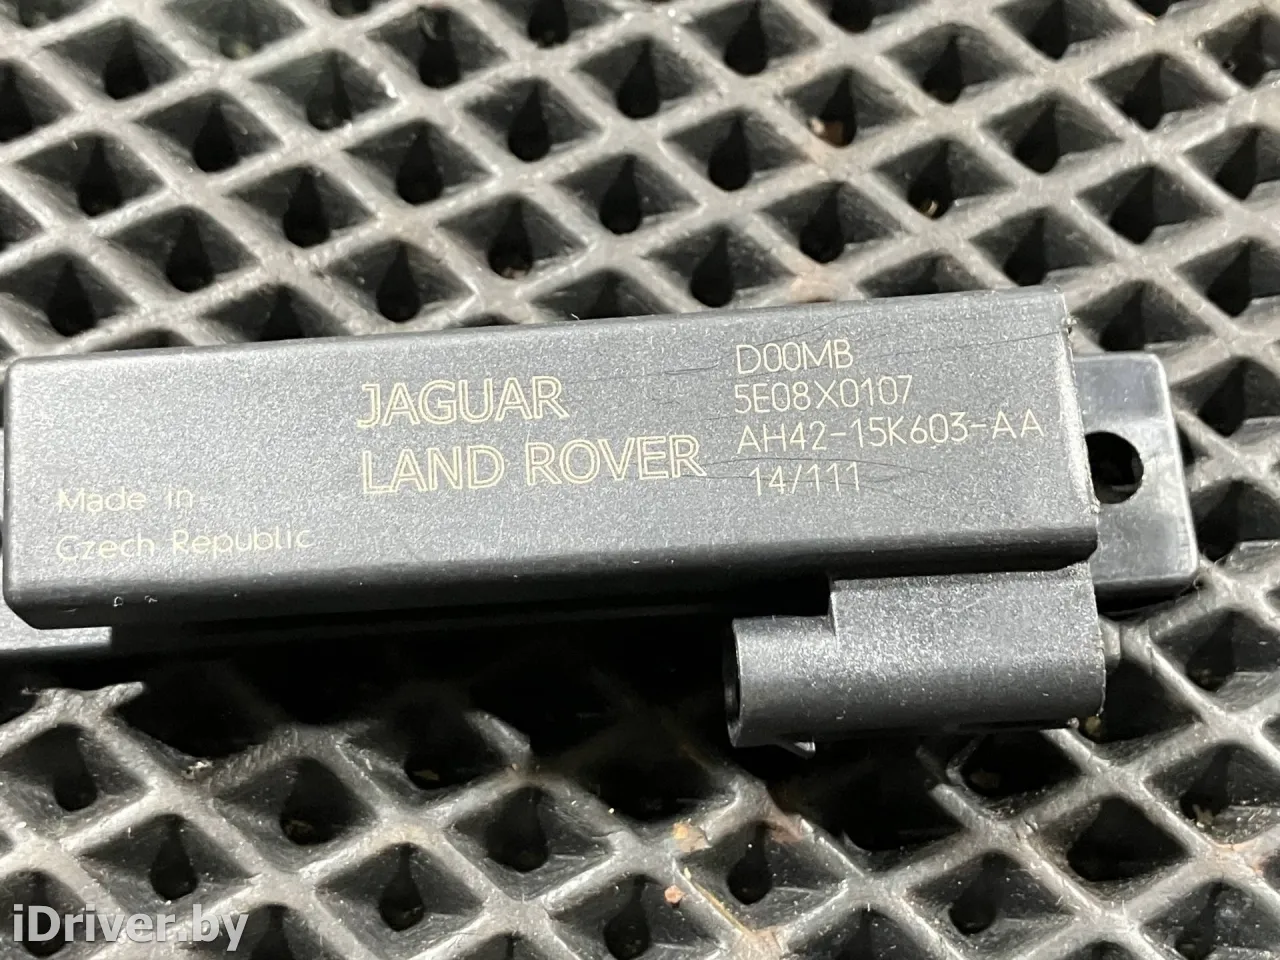 JAGUAR
LAND ROVER
D00MB
5E08X0107
AH42-15K603-AA
14/111
Made in
Czech Republic
iDriver.by